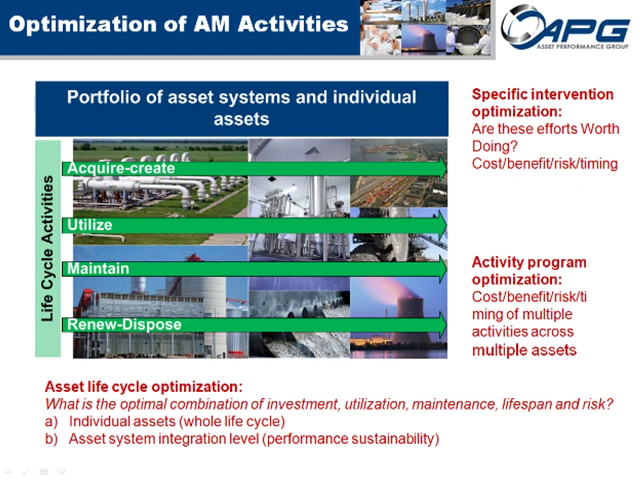 Optimization of AM Activities
APG
ASSET PERFORMANCE GROUP
Portfolio of asset systems and individual
assets
Life Cycle Activities
Acquire-create
Utilize
Maintain
Renew-Dispose
Specific intervention
optimization:
Are these efforts Worth
Doing?
Cost/benefit/risk/timing
Activity program
optimization:
Cost/benefit/risk/ti
ming of multiple
activities across
multiple assets
Asset life cycle optimization:
What is the optimal combination of investment, utilization, maintenance, lifespan and risk?
a) Individual assets (whole life cycle)
b) Asset system integration level (performance sustainability)